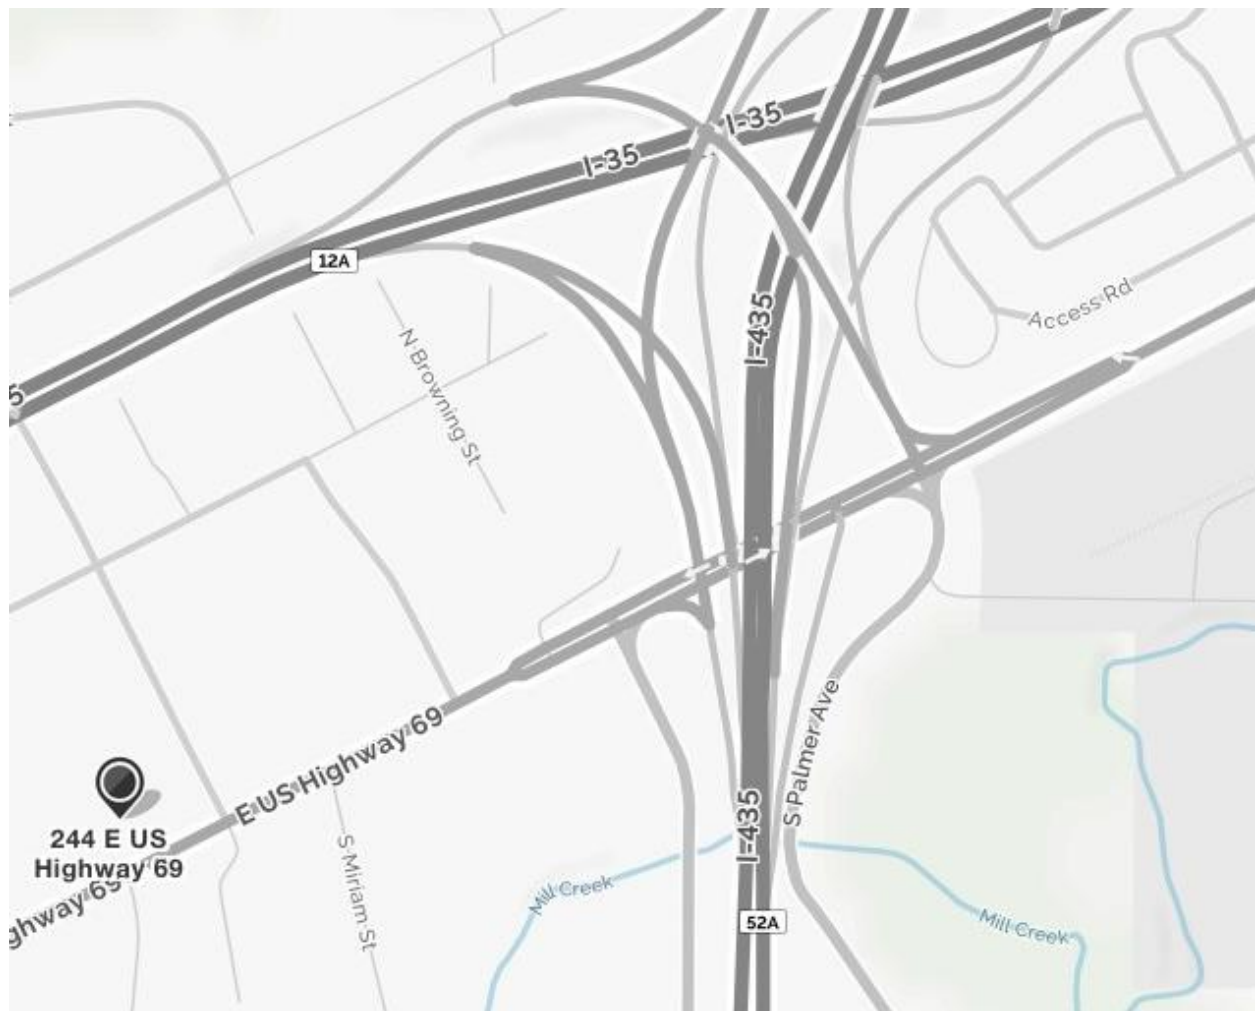 I-35
I-35
12A
I-435
Access Rd
N Browning St
E US Highway 69
S Palmer Ave
244 E US
Highway 69
I-435
S Miriam St
Mill Creek
52A
Mill Creek